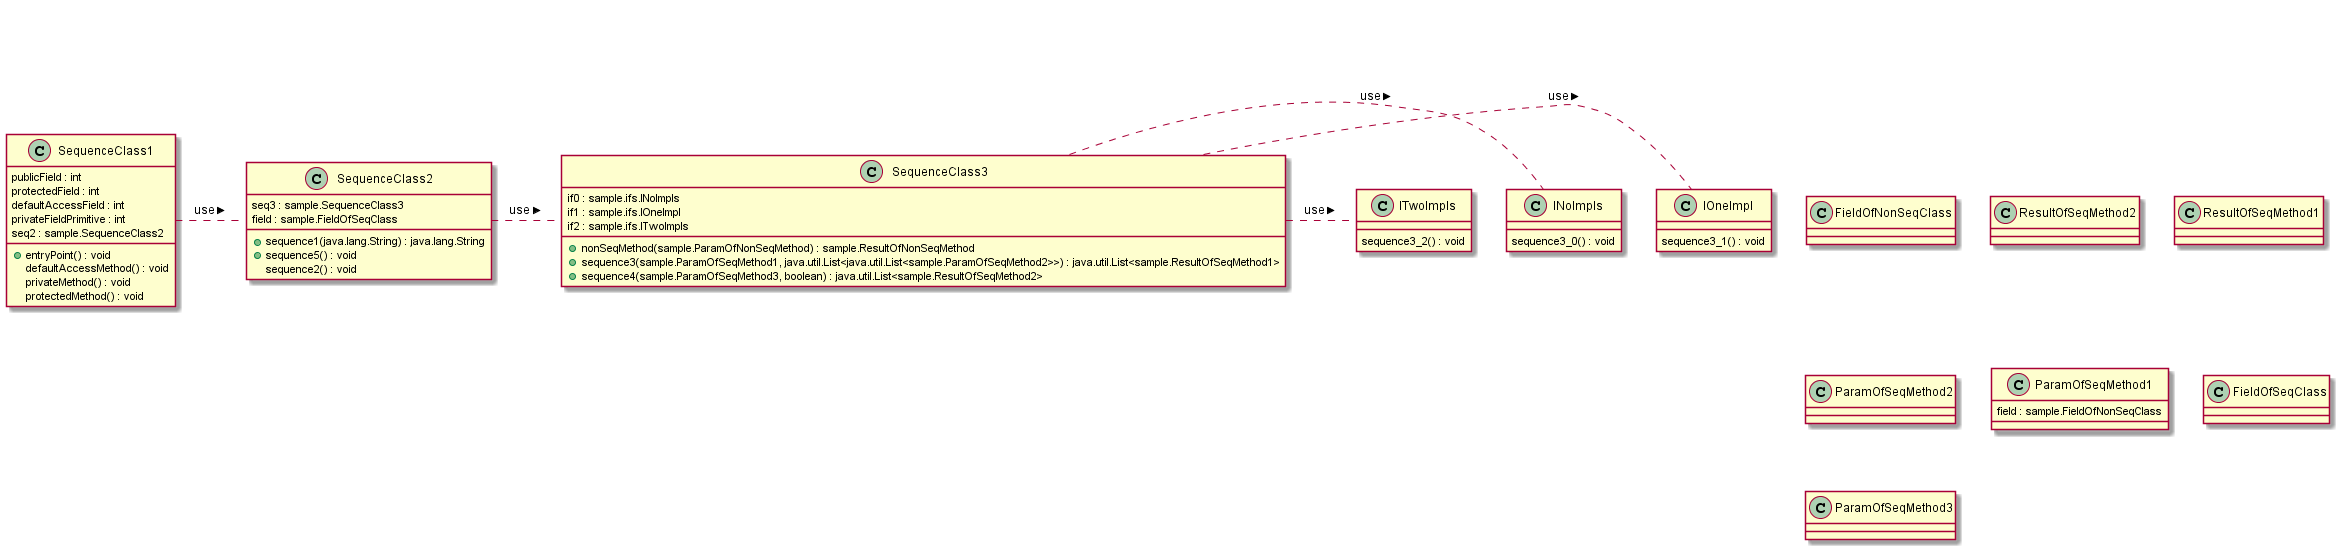 use ▶
use ▶
C SequenceClass1
publicField : int
protectedField : int
defaultAccessField : int
privateFieldPrimitive : int
seq2 : sample.SequenceClass2
entryPoint() : void
defaultAccessMethod() : void
privateMethod() : void
protectedMethod() : void
use ▶
C SequenceClass2
seq3 : sample.SequenceClass3
field : sample.FieldOfSeqClass
sequence1(java.lang.String) : java.lang.String
sequence5() : void
sequence2() : void
use ▶
C SequenceClass3
if0 : sample.ifs.INoImpls
if1 : sample.ifs.IOneImpl
if2 : sample.ifs.ITwoImpls
nonSeqMethod(sample.ParamOfNonSeqMethod) : sample.ResultOfNonSeqMethod
sequence3(sample.ParamOfSeqMethod1, java.util.List<java.util.List<sample.ParamOfSeqMethod2>>) : java.util.List<sample.ResultOfSeqMethod1>
sequence4(sample.ParamOfSeqMethod3, boolean) : java.util.List<sample.ResultOfSeqMethod2>
use ▶
C ITwoImpls
sequence3_2() : void
C INoImpls
sequence3_0() : void
C IOneImpl
sequence3_1() : void
C FieldOfNonSeqClass
C ResultOfSeqMethod2
C ResultOfSeqMethod1
C ParamOfSeqMethod2
C ParamOfSeqMethod1
field : sample.FieldOfNonSeqClass
C FieldOfSeqClass
C ParamOfSeqMethod3